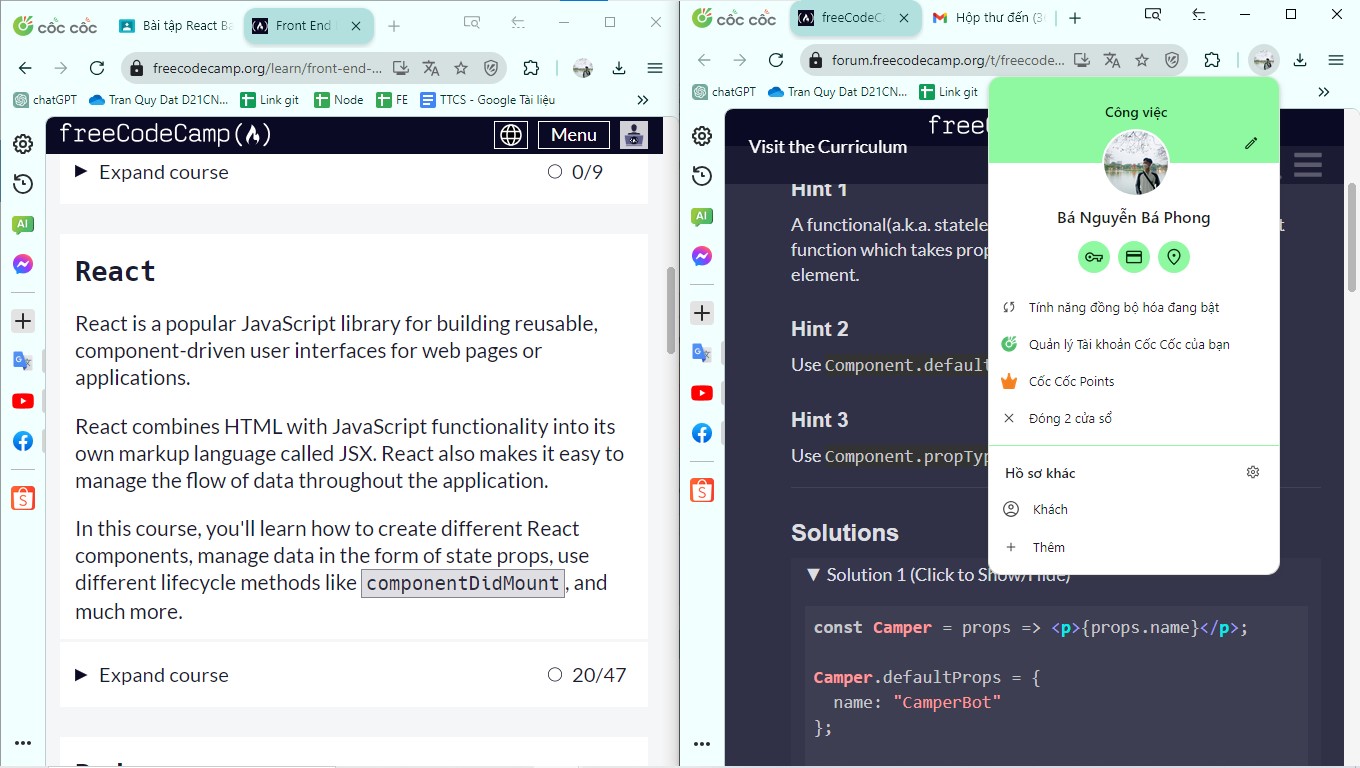 cốc cốc
Bài tập React Ba
Front End
freecodecamp.org/learn/front-end-...
chatGPT
Tran Quy Dat D21CN...
Link git
Node
FE
TTCS - Google Tài liệu
AI
freeCodeCamp
Menu
Expand course
0/9
React
React is a popular JavaScript library for building reusable,
component-driven user interfaces for web pages or
applications.
React combines HTML with JavaScript functionality into its
own markup language called JSX. React also makes it easy to
manage the flow of data throughout the application.
In this course, you'll learn how to create different React
components, manage data in the form of state props, use
different lifecycle methods like componentDidMount, and
much more.
Expand course
20/47
cốc cốc
freeCodeC
Hộp thư đến (3
forum.freecodecamp.org/t/freecode...
chatGPT
Tran Quy Dat D21CN...
Link git
AI
free
Visit the Curriculum
Hint 1
A functional(a.k.a. statele
function which takes prop
element.
Hint 2
Use Component.default
Hint 3
Use Component.propTyp
Solutions
▼ Solution 1 (Click to Show/Hide)
const Camper = props => <p>{props.name}</p>;
Camper.defaultProps = {
name: "CamperBot"
};
Công việc
Bá Nguyễn Bá Phong
Tính năng đồng bộ hóa đang bật
Quản lý Tài khoản Cốc Cốc của bạn
Cốc Cốc Points
Đóng 2 cửa sổ
Hồ sơ khác
Khách
Thêm